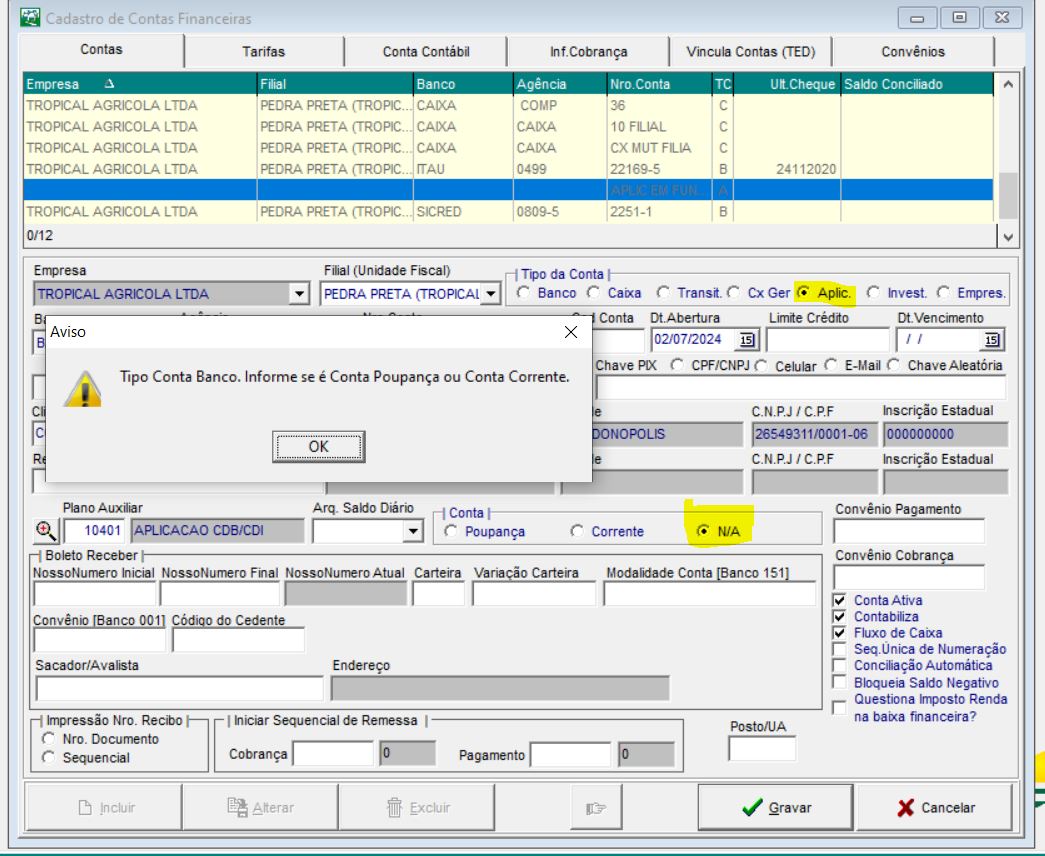 Cadastro de Contas Financeiras
Contas Tarifas Conta Contábil Inf.Cobrança Vincula Contas (TED) Convênios
Empresa Filial Banco Agência Nro.Conta TC Ult.Cheque Saldo Conciliado
TROPICAL AGRICOLA LTDA PEDRA PRETA (TROPIC... CAIXA COMP 36 C
TROPICAL AGRICOLA LTDA PEDRA PRETA (TROPIC... CAIXA CAIXA 10 FILIAL C
TROPICAL AGRICOLA LTDA PEDRA PRETA (TROPIC... CAIXA CAIXA CX MUT FILIA C
TROPICAL AGRICOLA LTDA PEDRA PRETA (TROPIC... ITAU 0499 22169-5 B 24112020
APLIC EM FUN... A
TROPICAL AGRICOLA LTDA PEDRA PRETA (TROPIC... SICRED 0809-5 2251-1 B
0/12
Empresa Filial (Unidade Fiscal) Tipo da Conta
TROPICAL AGRICOLA LTDA PEDRA PRETA (TROPICAL Banco Caixa Transit. Cx Ger Aplic. Invest. Empres.
Conta Dt.Abertura Limite Crédito Dt.Vencimento
02/07/2024 15 / / 15
Aviso
Tipo Conta Banco. Informe se é Conta Poupança ou Conta Corrente.
OK
Chave PIX CPF/CNPJ Celular E-Mail Chave Aleatória
C.N.P.J / C.P.F Inscrição Estadual
DONOPOLIS 26549311/0001-06 000000000
C.N.P.J / C.P.F Inscrição Estadual
Plano Auxiliar Arq. Saldo Diário Conta Convênio Pagamento
10401 APLICACAO CDB/CDI Poupança Corrente N/A
Boleto Receber Convênio Cobrança
NossoNumero Inicial NossoNumero Final NossoNumero Atual Carteira Variação Carteira Modalidade Conta [Banco 151]
Conta Ativa
Convênio [Banco 001] Código do Cedente Contabiliza
Fluxo de Caixa
Seq.Única de Numeração
Sacador/Avalista Endereço Conciliação Automática
Bloqueia Saldo Negativo
Questiona Imposto Renda
na baixa financeira?
Impressão Nro. Recibo Iniciar Sequencial de Remessa Posto/UA
Nro. Documento
Sequencial Cobrança 0 Pagamento 0
Incluir Alterar Excluir Gravar Cancelar